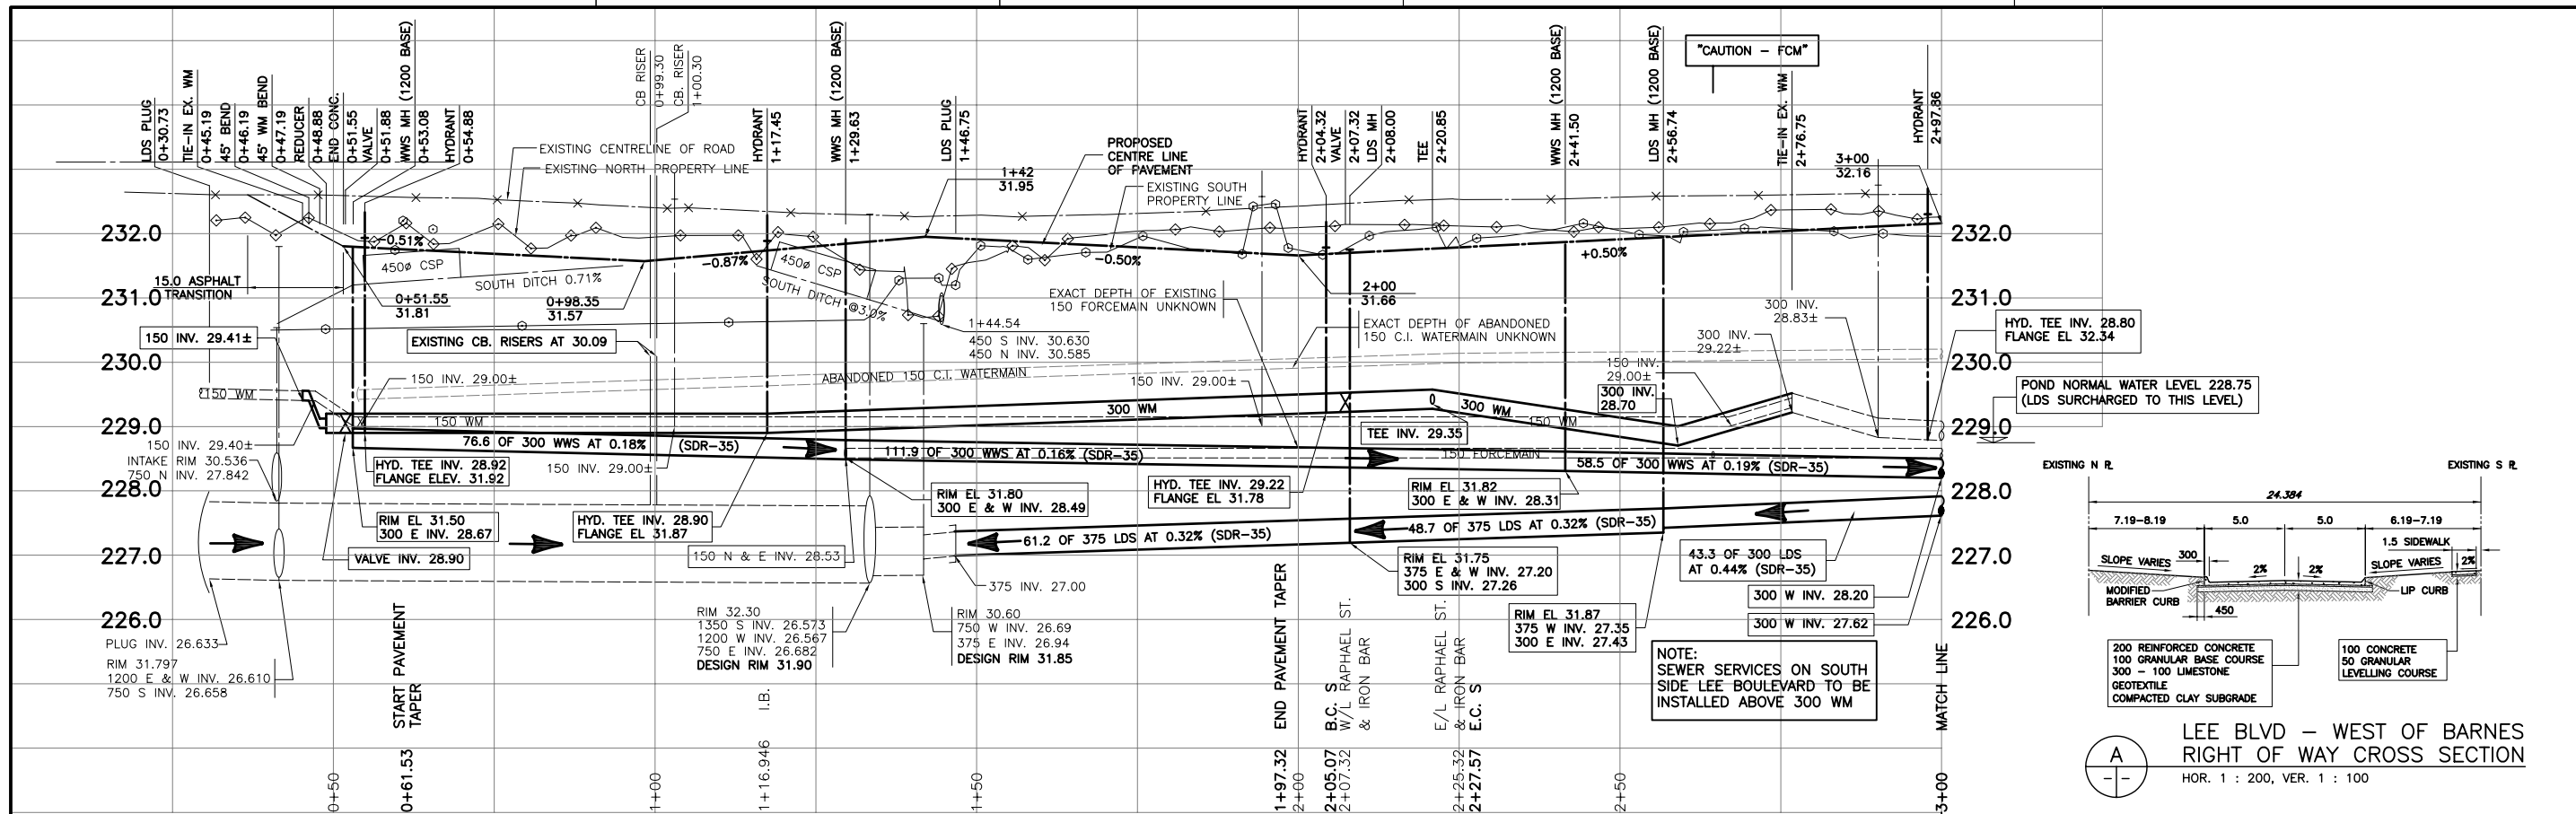 LDS PLUG
0+30.73
TIE-IN EX. WM
0+45.19
45° BEND
0+46.19
45° WM BEND
0+47.19
REDUCER
0+48.88
END CONC.
0+51.55
VALVE
0+51.88
WWS MH (1200 BASE)
0+53.08
HYDRANT
0+54.88
CB RISER
0+99.30
CB. RISER
1+00.30
HYDRANT
1+17.45
WWS MH (1200 BASE)
1+29.63
LDS PLUG
1+46.75
HYDRANT
2+04.32
VALVE
2+07.32
LDS MH
2+08.00
TEE
2+20.85
WWS MH (1200 BASE)
2+41.50
LDS MH (1200 BASE)
2+56.74
"CAUTION - FCM"
TIE-IN EX. WM
2+76.75
HYDRANT
2+97.86
EXISTING CENTRELINE OF ROAD
EXISTING NORTH PROPERTY LINE
1+42
31.95
PROPOSED
CENTRE LINE
OF PAVEMENT
EXISTING SOUTH
PROPERTY LINE
3+00
32.16
232.0
231.0
230.0
229.0
228.0
227.0
226.0
232.0
231.0
230.0
229.0
228.0
227.0
226.0
-0.51%
450ø CSP
SOUTH DITCH 0.71%
-0.87%
450ø CSP
SOUTH DITCH @3.0%
-0.50%
+0.50%
15.0 ASPHALT
TRANSITION
0+51.55
31.81
0+98.35
31.57
2+00
31.66
EXACT DEPTH OF EXISTING
150 FORCEMAIN UNKNOWN
EXACT DEPTH OF ABANDONED
150 C.I. WATERMAIN UNKNOWN
300 INV.
28.83±
HYD. TEE INV. 28.80
FLANGE EL 32.34
150 INV. 29.41±
EXISTING CB. RISERS AT 30.09
1+44.54
450 S INV. 30.630
450 N INV. 30.585
300 INV.
29.22±
150 INV. 29.00±
ABANDONED 150 C.I. WATERMAIN
150 INV. 29.00±
150 INV.
29.00±
300 INV.
28.70
POND NORMAL WATER LEVEL 228.75
(LDS SURCHARGED TO THIS LEVEL)
150 WM
150 WM
300 WM
300 WM
150 WM
150 INV. 29.40±
INTAKE RIM 30.536
750 N INV. 27.842
76.6 OF 300 WWS AT 0.18% (SDR-35)
111.9 OF 300 WWS AT 0.16% (SDR-35)
TEE INV. 29.35
150 FORCEMAIN
58.5 OF 300 WWS AT 0.19% (SDR-35)
HYD. TEE INV. 28.92
FLANGE ELEV. 31.92
150 INV. 29.00±
RIM EL 31.80
300 E & W INV. 28.49
HYD. TEE INV. 29.22
FLANGE EL 31.78
RIM EL 31.82
300 E & W INV. 28.31
RIM EL 31.50
300 E INV. 28.67
HYD. TEE INV. 28.90
FLANGE EL 31.87
VALVE INV. 28.90
150 N & E INV. 28.53
61.2 OF 375 LDS AT 0.32% (SDR-35)
48.7 OF 375 LDS AT 0.32% (SDR-35)
43.3 OF 300 LDS
AT 0.44% (SDR-35)
375 INV. 27.00
RIM EL 31.75
375 E & W INV. 27.20
300 S INV. 27.26
RIM EL 31.87
375 W INV. 27.35
300 E INV. 27.43
300 W INV. 28.20
300 W INV. 27.62
PLUG INV. 26.633
RIM 31.797
1200 E & W INV. 26.610
750 S INV. 26.658
RIM 32.30
1350 S INV. 26.573
1200 W INV. 26.567
750 E INV. 26.682
DESIGN RIM 31.90
RIM 30.60
750 W INV. 26.69
375 E INV. 26.94
DESIGN RIM 31.85
NOTE:
SEWER SERVICES ON SOUTH
SIDE LEE BOULEVARD TO BE
INSTALLED ABOVE 300 WM
0+50
0+61.53 START PAVEMENT
TAPER
1+00
1+16.946 I.B.
1+50
1+97.32 END PAVEMENT TAPER
2+00
2+05.07 B.C. S
2+07.32 W/L RAPHAEL ST.
& IRON BAR
2+25.32 E/L RAPHAEL ST.
& IRON BAR
2+27.57 E.C. S
2+50
3+00 MATCH LINE
EXISTING N PL
EXISTING S PL
24.384
7.19-8.19
5.0
5.0
6.19-7.19
1.5 SIDEWALK
SLOPE VARIES
300
2%
2%
SLOPE VARIES
2%
MODIFIED
BARRIER CURB
LIP CURB
450
200 REINFORCED CONCRETE
100 GRANULAR BASE COURSE
300 - 100 LIMESTONE
GEOTEXTILE
COMPACTED CLAY SUBGRADE
100 CONCRETE
50 GRANULAR
LEVELLING COURSE
A
LEE BLVD - WEST OF BARNES
RIGHT OF WAY CROSS SECTION
HOR. 1 : 200, VER. 1 : 100